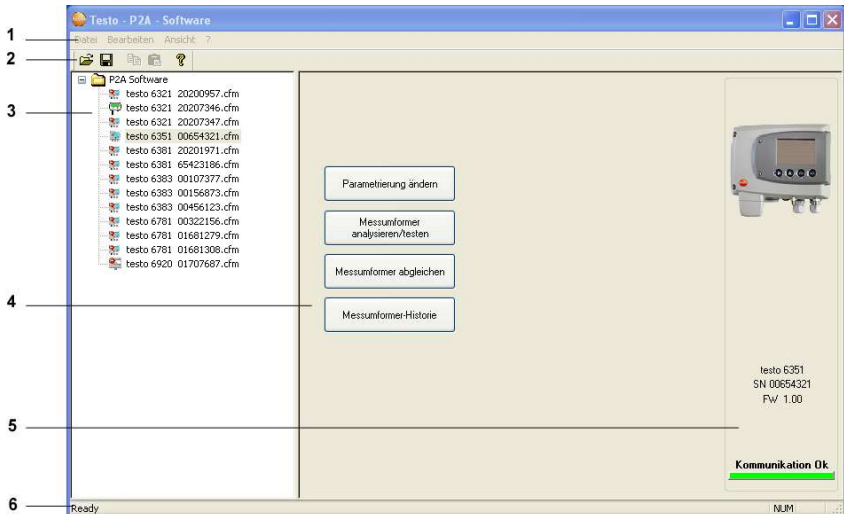 Testo - P2A - Software
1
Datei Bearbeiten Ansicht ?
2
P2A Software
testo 6321 20200957.cfm
3
testo 6321 20207346.cfm
testo 6321 20207347.cfm
testo 6351 00654321.cfm
testo 6381 20201971.cfm
testo 6381 65423186.cfm
testo 6383 00107377.cfm
testo 6383 00156873.cfm
testo 6383 00456123.cfm
testo 6781 00322156.cfm
testo 6781 01681279.cfm
testo 6781 01681308.cfm
testo 6920 01707687.cfm
Parametrierung ändern
Messumformer
analysieren/testen
Messumformer abgleichen
4
Messumformer-Historie
testo 6351
SN 00654321
FW 1.00
5
Kommunikation Ok
6
Ready
NUM